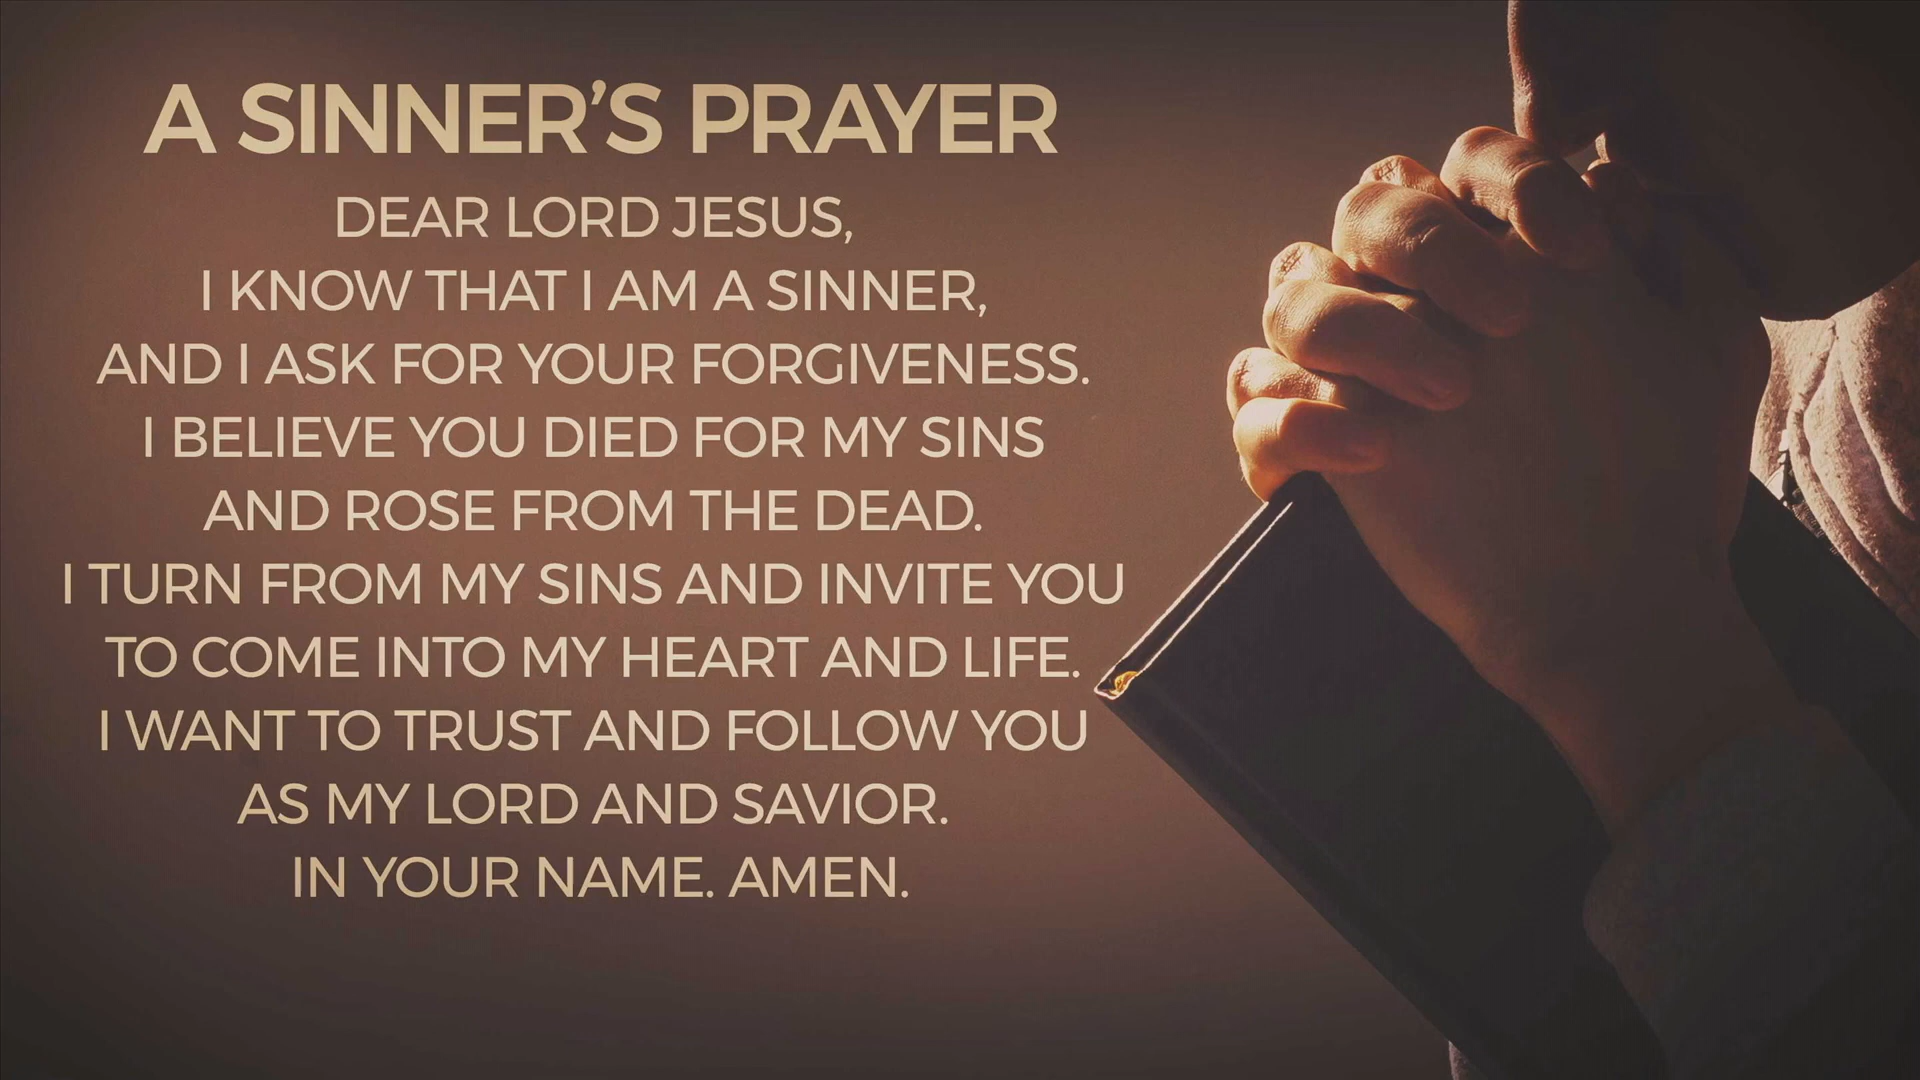 A SINNER’S PRAYER
DEAR LORD JESUS,
I KNOW THAT I AM A SINNER,
AND I ASK FOR YOUR FORGIVENESS.
I BELIEVE YOU DIED FOR MY SINS
AND ROSE FROM THE DEAD.
I TURN FROM MY SINS AND INVITE YOU
TO COME INTO MY HEART AND LIFE.
I WANT TO TRUST AND FOLLOW YOU
AS MY LORD AND SAVIOR.
IN YOUR NAME. AMEN.